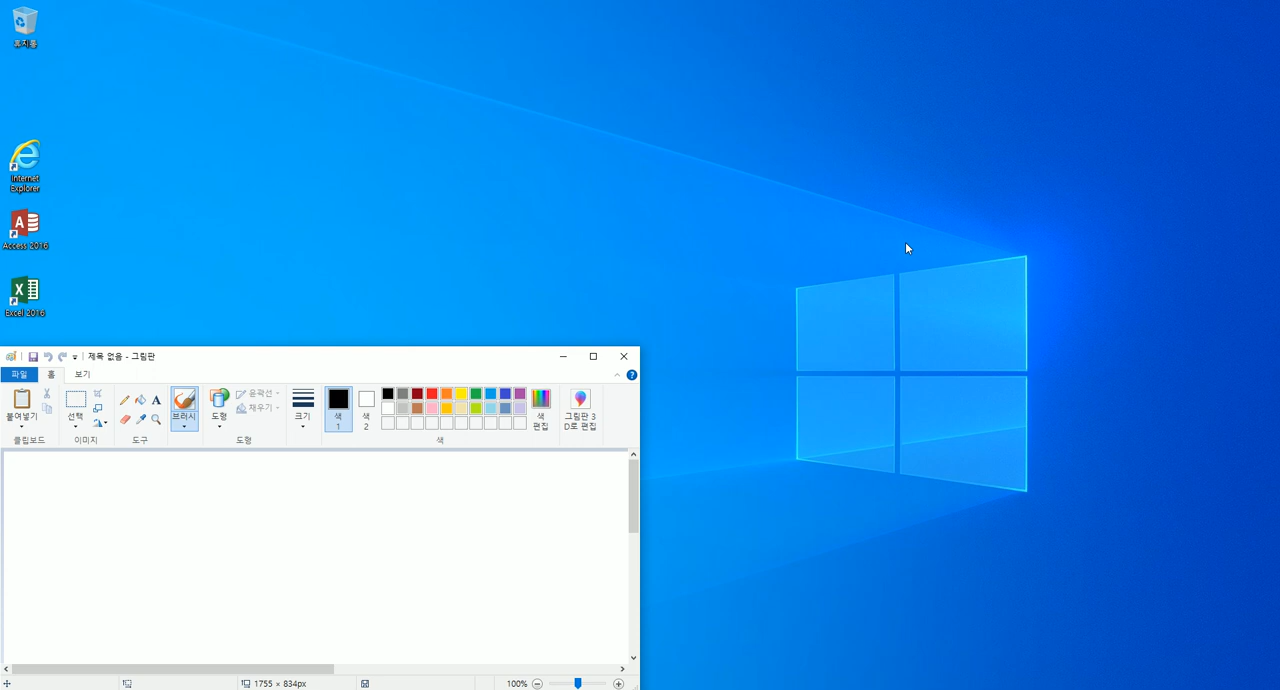 휴지통
Internet
Explorer
Access 2016
Excel 2016
제목 없음 - 그림판
파일 홈 보기
붙여넣기
클립보드
선택
이미지
도구
브러시
도형
윤곽선
채우기
도형
크기
색
1
색
2
색
편집
색
그림판 3
D로 편집
1755 × 834px
100%